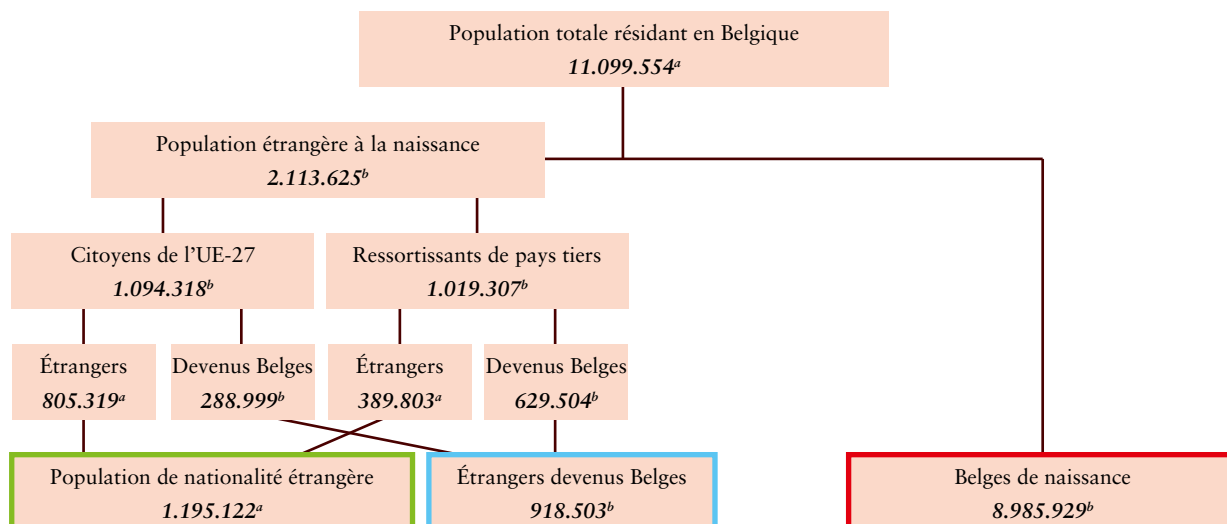 Population totale résidant en Belgique
11.099.554ᵃ
Population étrangère à la naissance
2.113.625ᵇ
Citoyens de l’UE-27
1.094.318ᵇ
Ressortissants de pays tiers
1.019.307ᵇ
Étrangers
805.319ᵃ
Devenus Belges
288.999ᵇ
Étrangers
389.803ᵃ
Devenus Belges
629.504ᵇ
Population de nationalité étrangère
1.195.122ᵃ
Étrangers devenus Belges
918.503ᵇ
Belges de naissance
8.985.929ᵇ